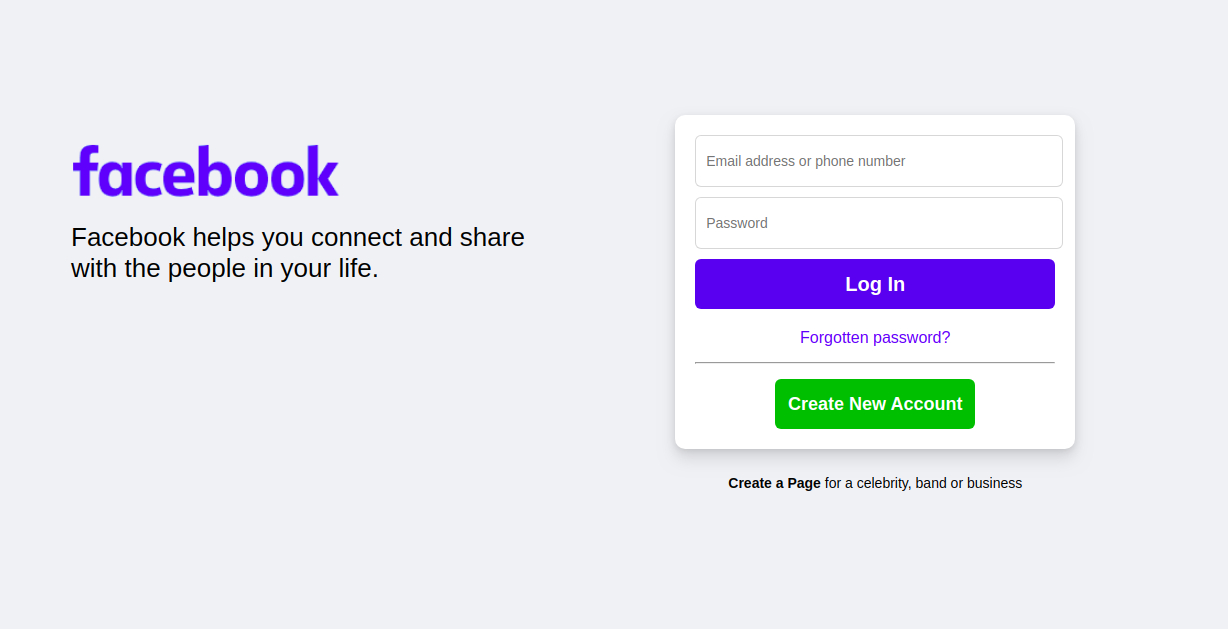 facebook
Facebook helps you connect and share
with the people in your life.
Email address or phone number
Password
Log In
Forgotten password?
Create New Account
Create a Page for a celebrity, band or business